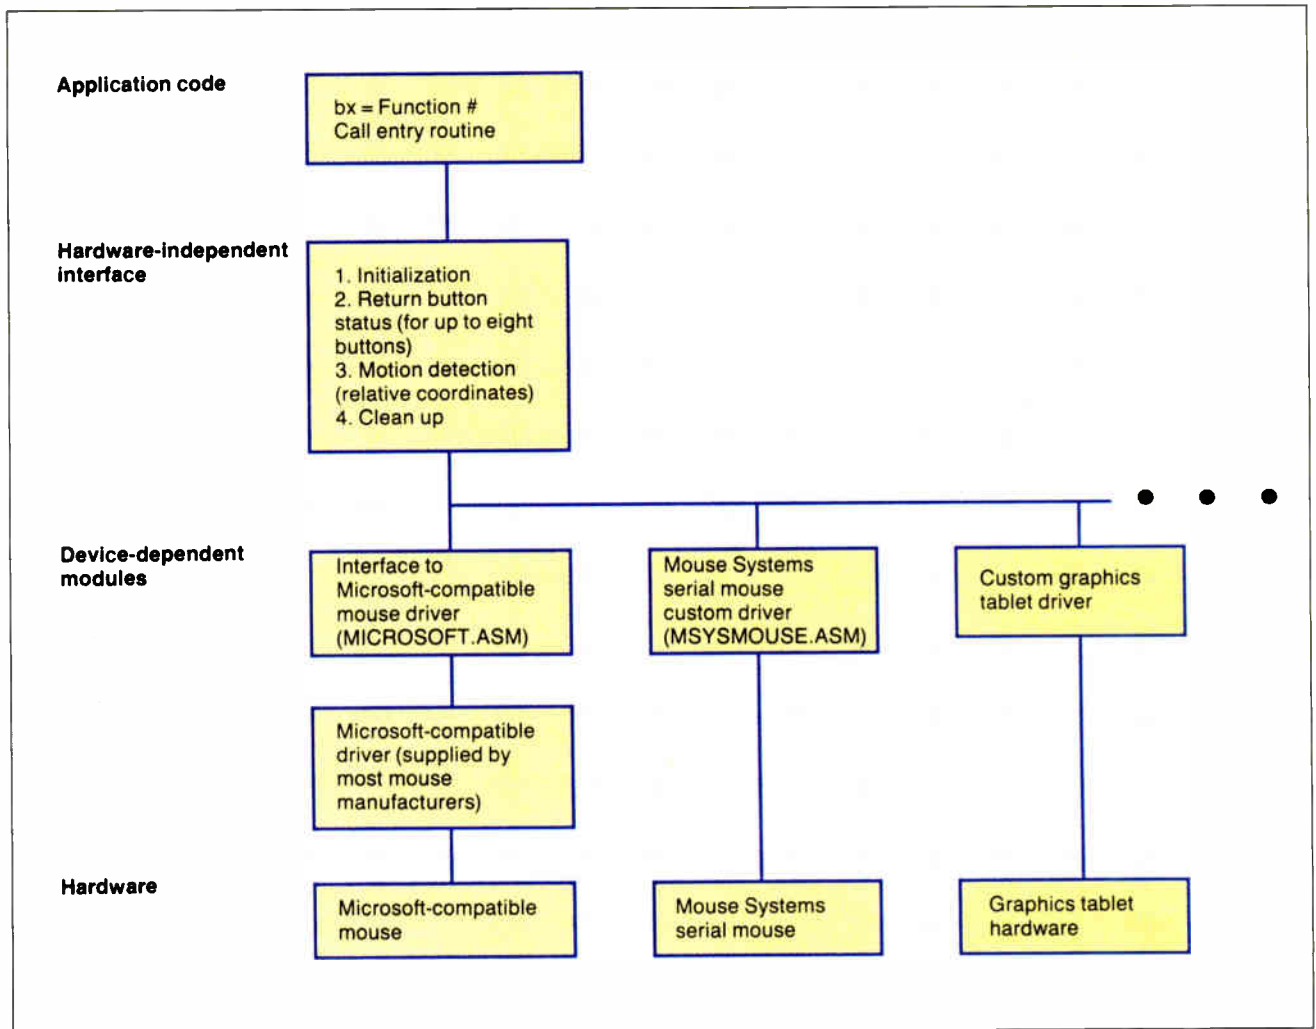 Application code
bx = Function #
Call entry routine
Hardware-independent
interface
1. Initialization
2. Return button
status (for up to eight
buttons)
3. Motion detection
(relative coordinates)
4. Clean up
Device-dependent
modules
Interface to
Microsoft-compatible
mouse driver
(MICROSOFT.ASM)
Mouse Systems
serial mouse
custom driver
(MSYSMOUSE.ASM)
Custom graphics
tablet driver
Microsoft-compatible
driver (supplied by
most mouse
manufacturers)
Hardware
Microsoft-compatible
mouse
Mouse Systems
serial mouse
Graphics tablet
hardware